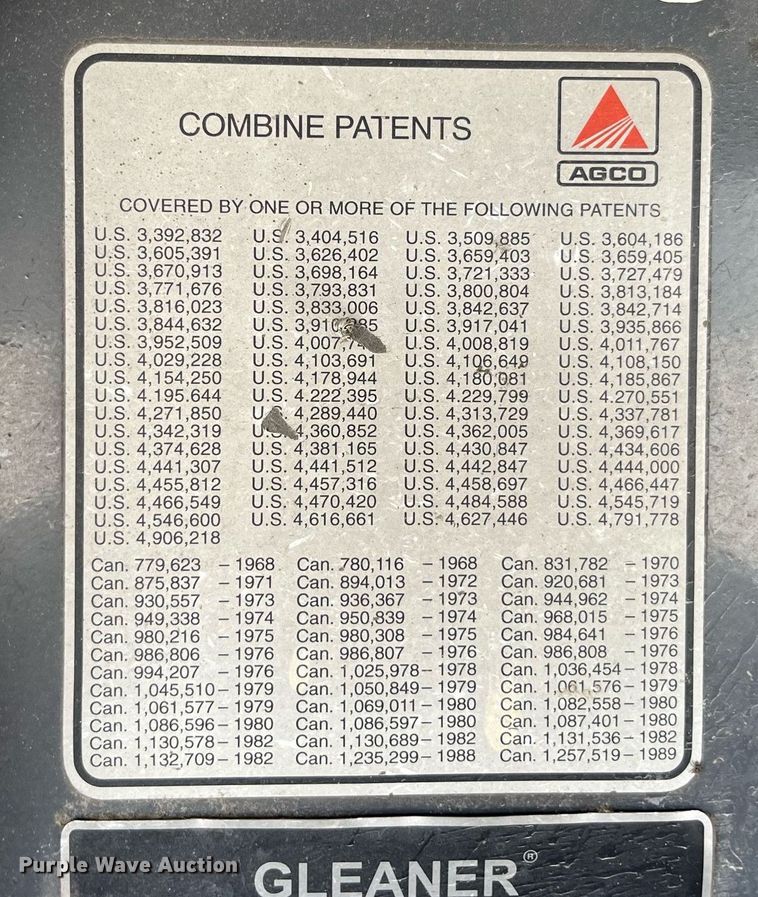 COMBINE PATENTS
AGCO
COVERED BY ONE OR MORE OF THE FOLLOWING PATENTS
U.S. 3,392,832 U.S. 3,404,516 U.S. 3,509,885 U.S. 3,604,186
U.S. 3,605,391 U.S. 3,626,402 U.S. 3,659,403 U.S. 3,659,405
U.S. 3,670,913 U.S. 3,698,164 U.S. 3,721,333 U.S. 3,727,479
U.S. 3,771,676 U.S. 3,793,831 U.S. 3,800,804 U.S. 3,813,184
U.S. 3,816,023 U.S. 3,833,006 U.S. 3,842,637 U.S. 3,842,714
U.S. 3,844,632 U.S. U.S. 3,917,041 U.S. 3,935,866
U.S. 3,952,509 U.S. U.S. 4,008,819 U.S. 4,011,767
U.S. 4,029,228 U.S. 4,103,691 U.S. 4,106,649 U.S. 4,108,150
U.S. 4,154,250 U.S. 4,178,944 U.S. 4,180,081 U.S. 4,185,867
U.S. 4,195,644 U.S. 4,222,395 U.S. 4,229,799 U.S. 4,270,551
U.S. 4,271,850 U.S. 4,289,440 U.S. 4,313,729 U.S. 4,337,781
U.S. 4,342,319 U.S. 4,360,852 U.S. 4,362,005 U.S. 4,369,617
U.S. 4,374,628 U.S. 4,381,165 U.S. 4,430,847 U.S. 4,434,606
U.S. 4,441,307 U.S. 4,441,512 U.S. 4,442,847 U.S. 4,444,000
U.S. 4,455,812 U.S. 4,457,316 U.S. 4,458,697 U.S. 4,466,447
U.S. 4,466,549 U.S. 4,470,420 U.S. 4,484,588 U.S. 4,545,719
U.S. 4,546,600 U.S. 4,616,661 U.S. 4,627,446 U.S. 4,791,778
U.S. 4,906,218
Can. 779,623 – 1968 Can. 780,116 – 1968 Can. 831,782 – 1970
Can. 875,837 – 1971 Can. 894,013 – 1972 Can. 920,681 – 1973
Can. 930,557 – 1973 Can. 936,367 – 1973 Can. 944,962 – 1974
Can. 949,338 – 1974 Can. 950,839 – 1974 Can. 968,015 – 1975
Can. 980,216 – 1975 Can. 980,308 – 1975 Can. 984,641 – 1976
Can. 986,806 – 1976 Can. 986,807 – 1976 Can. 986,808 – 1976
Can. 994,207 – 1976 Can. 1,025,978 – 1978 Can. 1,036,454 – 1978
Can. 1,045,510 – 1979 Can. 1,050,849 – 1979 Can. 1,061,576 – 1979
Can. 1,061,577 – 1979 Can. 1,069,011 – 1980 Can. 1,082,558 – 1980
Can. 1,086,596 – 1980 Can. 1,086,597 – 1980 Can. 1,087,401 – 1980
Can. 1,130,578 – 1982 Can. 1,130,689 – 1982 Can. 1,131,536 – 1982
Can. 1,132,709 – 1982 Can. 1,235,299 – 1988 Can. 1,257,519 – 1989
GLEANER®
Purple Wave Auction